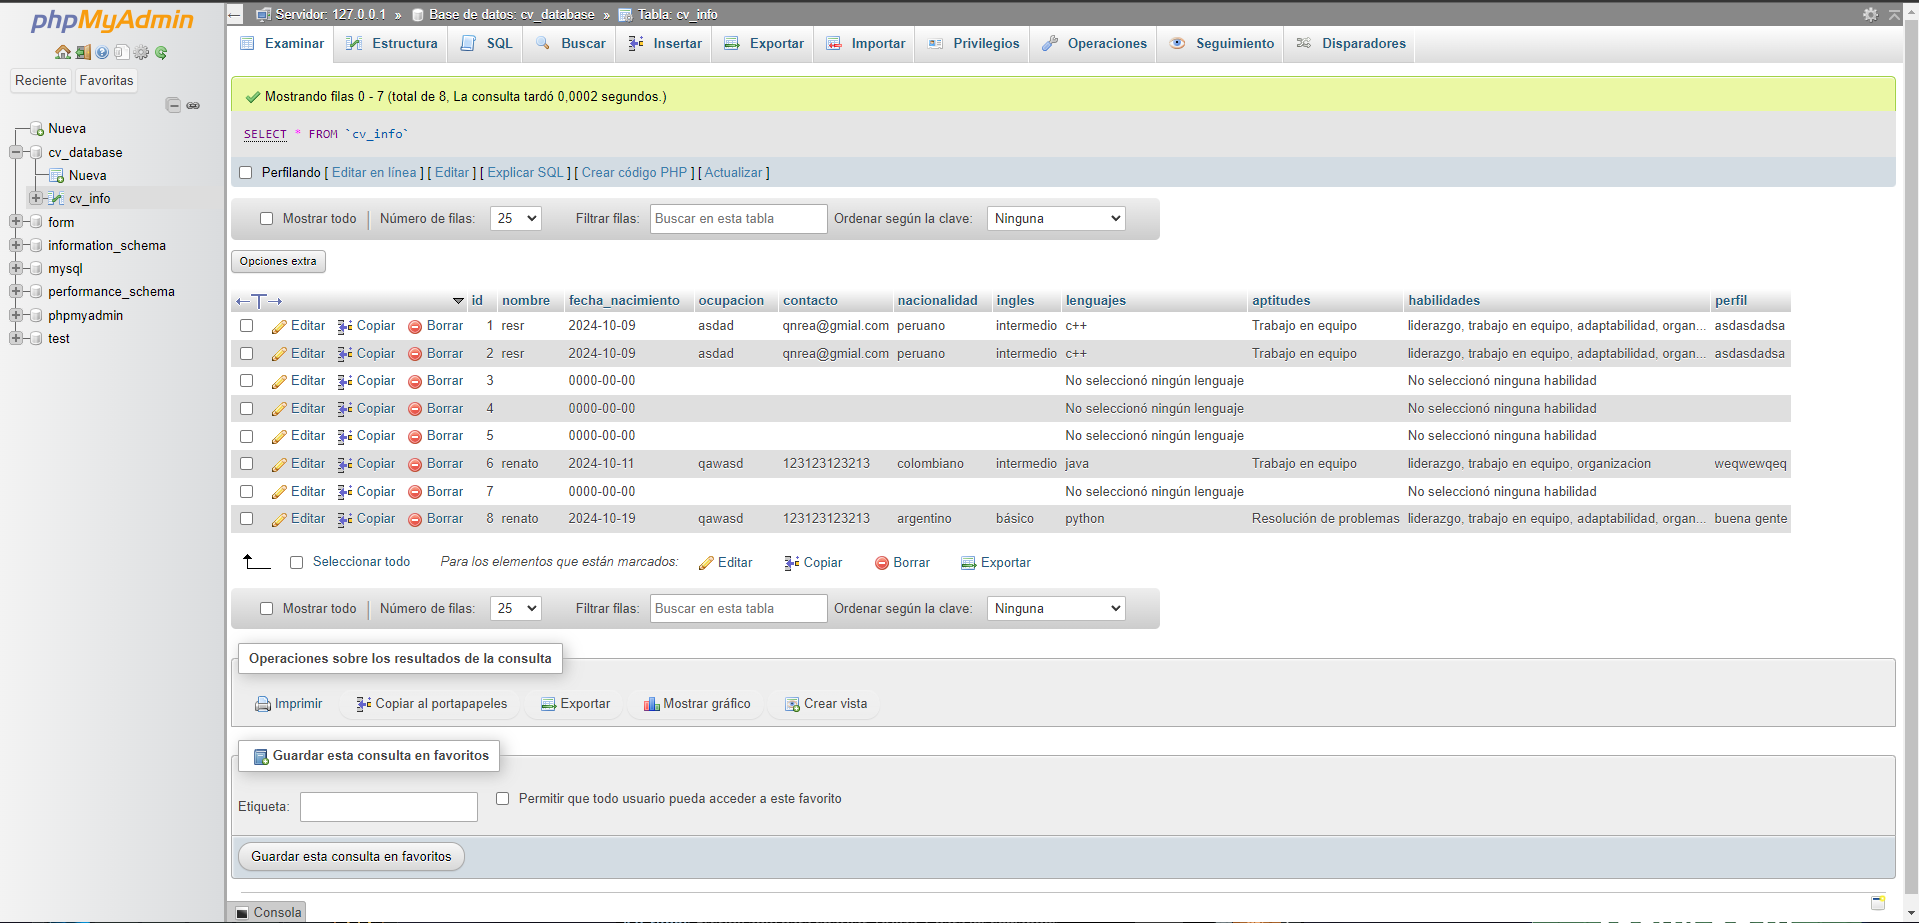 phpMyAdmin
Reciente Favoritas
Nueva
cv_database
Nueva
cv_info
form
information_schema
mysql
performance_schema
phpmyadmin
test
Servidor: 127.0.0.1 » Base de datos: cv_database » Tabla: cv_info
Examinar Estructura SQL Buscar Insertar Exportar Importar Privilegios Operaciones Seguimiento Disparadores
Mostrando filas 0 - 7 (total de 8, La consulta tardó 0,0002 segundos.)
SELECT * FROM `cv_info`
Perfilando [ Editar en línea ] [ Editar ] [ Explicar SQL ] [ Crear código PHP ] [ Actualizar ]
Mostrar todo Número de filas: 25 Filtrar filas: Buscar en esta tabla Ordenar según la clave: Ninguna
Opciones extra
←T→ id nombre fecha_nacimiento ocupacion contacto nacionalidad ingles lenguajes aptitudes habilidades perfil
Editar Copiar Borrar 1 resr 2024-10-09 asdad qnrea@gmial.com peruano intermedio c++ Trabajo en equipo liderazgo, trabajo en equipo, adaptabilidad, organ... asdasdadsa
Editar Copiar Borrar 2 resr 2024-10-09 asdad qnrea@gmial.com peruano intermedio c++ Trabajo en equipo liderazgo, trabajo en equipo, adaptabilidad, organ... asdasdadsa
Editar Copiar Borrar 3 0000-00-00 No seleccionó ningún lenguaje No seleccionó ninguna habilidad
Editar Copiar Borrar 4 0000-00-00 No seleccionó ningún lenguaje No seleccionó ninguna habilidad
Editar Copiar Borrar 5 0000-00-00 No seleccionó ningún lenguaje No seleccionó ninguna habilidad
Editar Copiar Borrar 6 renato 2024-10-11 qawasd 123123123213 colombiano intermedio java Trabajo en equipo liderazgo, trabajo en equipo, organizacion weqwewqeq
Editar Copiar Borrar 7 0000-00-00 No seleccionó ningún lenguaje No seleccionó ninguna habilidad
Editar Copiar Borrar 8 renato 2024-10-19 qawasd 123123123213 argentino básico python Resolución de problemas liderazgo, trabajo en equipo, adaptabilidad, organ... buena gente
Seleccionar todo Para los elementos que están marcados: Editar Copiar Borrar Exportar
Mostrar todo Número de filas: 25 Filtrar filas: Buscar en esta tabla Ordenar según la clave: Ninguna
Operaciones sobre los resultados de la consulta
Imprimir Copiar al portapapeles Exportar Mostrar gráfico Crear vista
Guardar esta consulta en favoritos
Etiqueta: Permitir que todo usuario pueda acceder a este favorito
Guardar esta consulta en favoritos
Consola